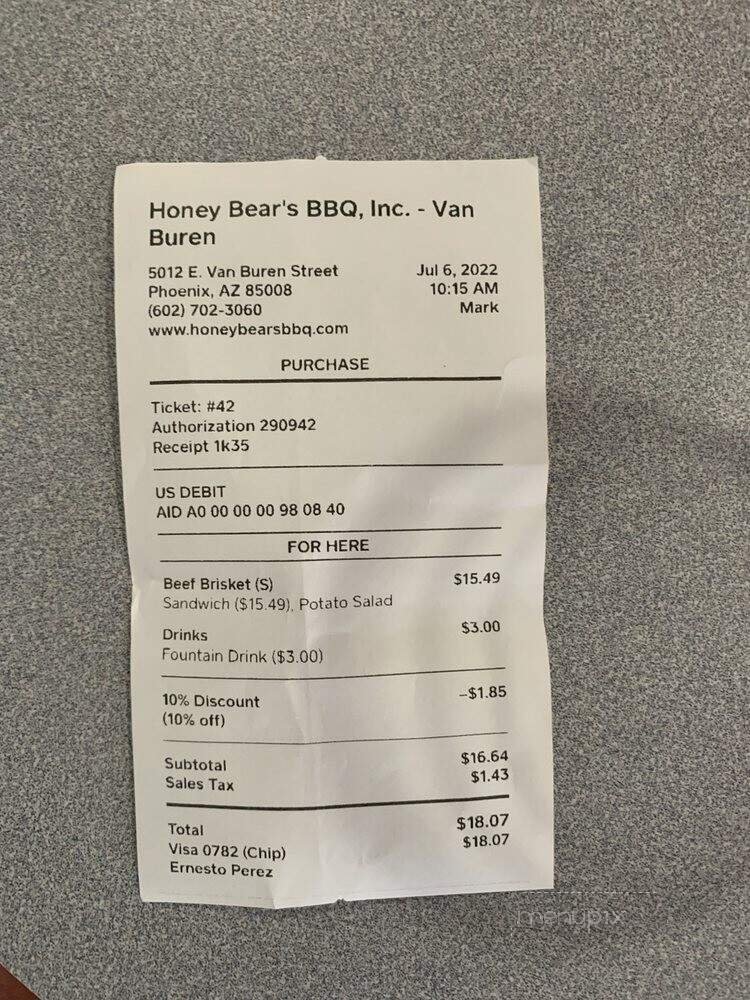 Honey Bear's BBQ, Inc. - Van
Buren
5012 E. Van Buren Street Jul 6, 2022
Phoenix, AZ 85008 10:15 AM
(602) 702-3060 Mark
www.honeybearsbbq.com
PURCHASE
Ticket: #42
Authorization 290942
Receipt 1k35
US DEBIT
AID A0 00 00 00 98 08 40
FOR HERE
Beef Brisket (S) $15.49
Sandwich ($15.49), Potato Salad
Drinks $3.00
Fountain Drink ($3.00)
10% Discount –$1.85
(10% off)
Subtotal $16.64
Sales Tax $1.43
Total $18.07
Visa 0782 (Chip) $18.07
Ernesto Perez
menupix